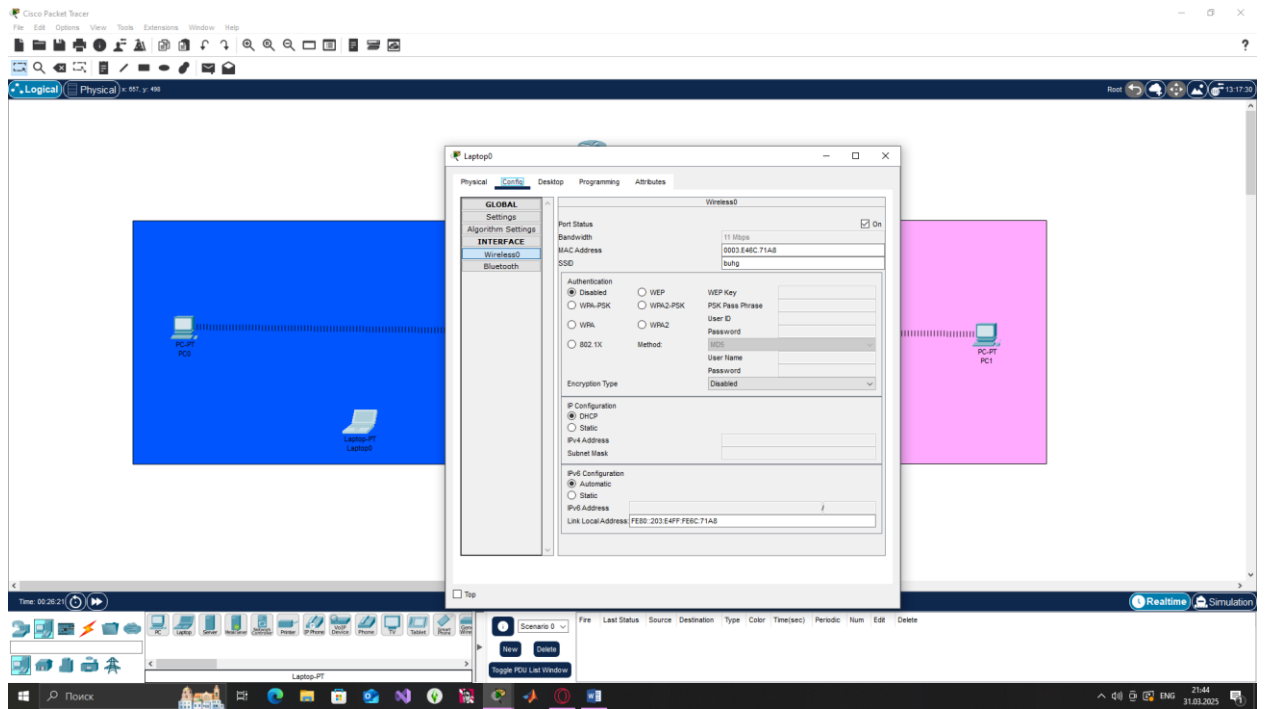 Cisco Packet Tracer
File Edit Options View Tools Extensions Window Help
?
Logical Physical x: 657, y: 498
Root 13:17:30
Laptop0
Physical Config Desktop Programming Attributes
GLOBAL
Settings
Algorithm Settings
INTERFACE
Wireless0
Bluetooth
Wireless0
Port Status On
Bandwidth 11 Mbps
MAC Address 0003.E46C.71A8
SSID buhg
Authentication
Disabled WEP WEP Key
WPA-PSK WPA2-PSK PSK Pass Phrase
User ID
WPA WPA2
Password
802.1X Method: MD5
User Name
Password
Encryption Type Disabled
IP Configuration
DHCP
Static
IPv4 Address
Subnet Mask
IPv6 Configuration
Automatic
Static
IPv6 Address /
Link Local Address: FE80::203:E4FF:FE6C:71A8
Top
PC-PT
PC0
Laptop-PT
Laptop0
PC-PT
PC1
Time: 00:26:21
Realtime Simulation
PC Laptop Server Printer IP Phone VoIP Device Phone TV Tablet Smart
Laptop-PT
Scenario 0
New Delete
Toggle PDU List Window
Fire Last Status Source Destination Type Color Time(sec) Periodic Num Edit Delete
Поиск
ENG
21:44
31.03.2025